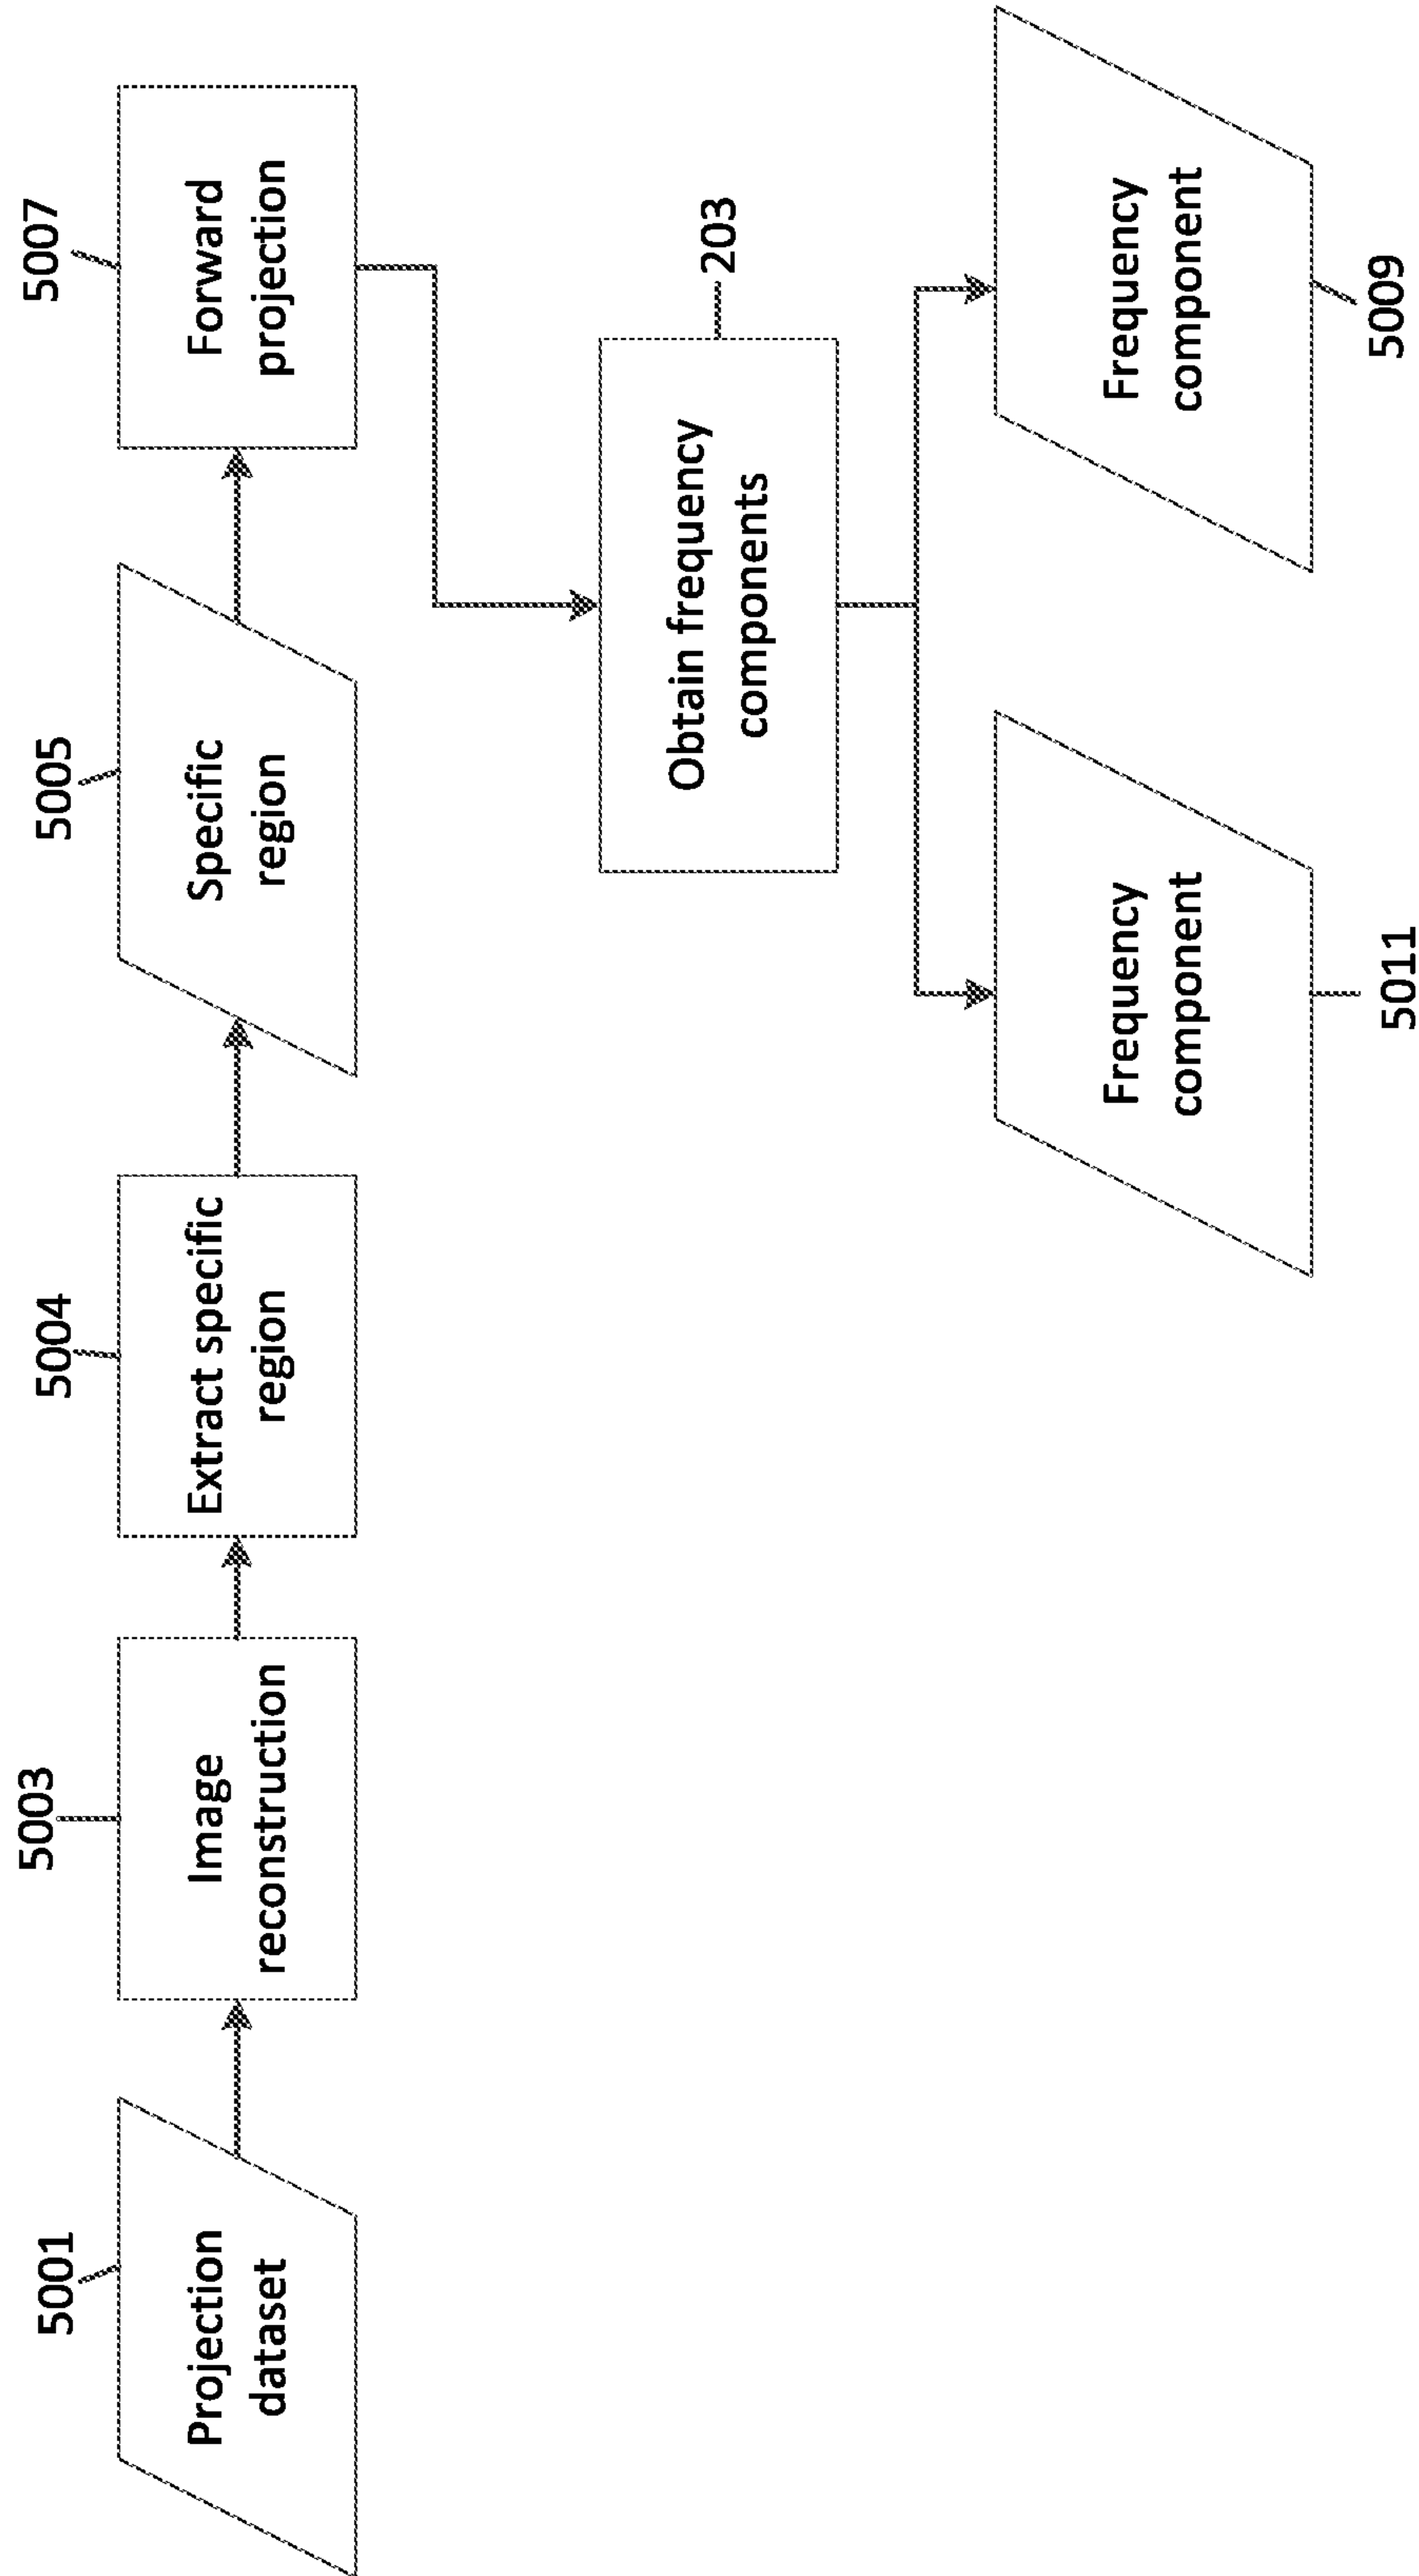 5001
Projection
dataset
5003
Image
reconstruction
5004
Extract specific
region
5005
Specific
region
5007
Forward
projection
Obtain frequency
components
203
Frequency
component
5011
Frequency
component
5009